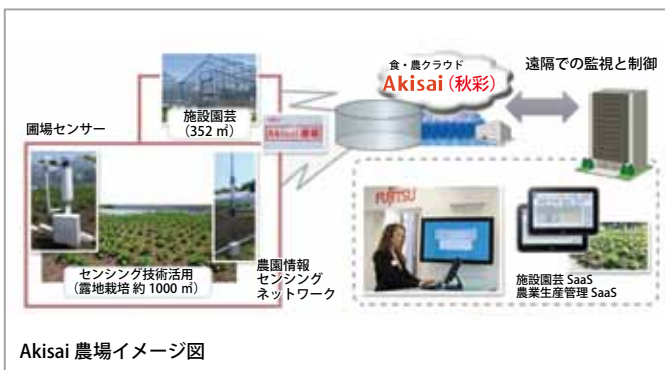 食・農クラウド
Akisai（秋彩）
遠隔での監視と制御
施設園芸
（352 ㎡）
Akisai 農場
圃場センサー
FUJITSU
センシング技術活用
（露地栽培 約 1000 ㎡）
農園情報
センシング
ネットワーク
施設園芸 SaaS
農業生産管理 SaaS
Akisai 農場イメージ図